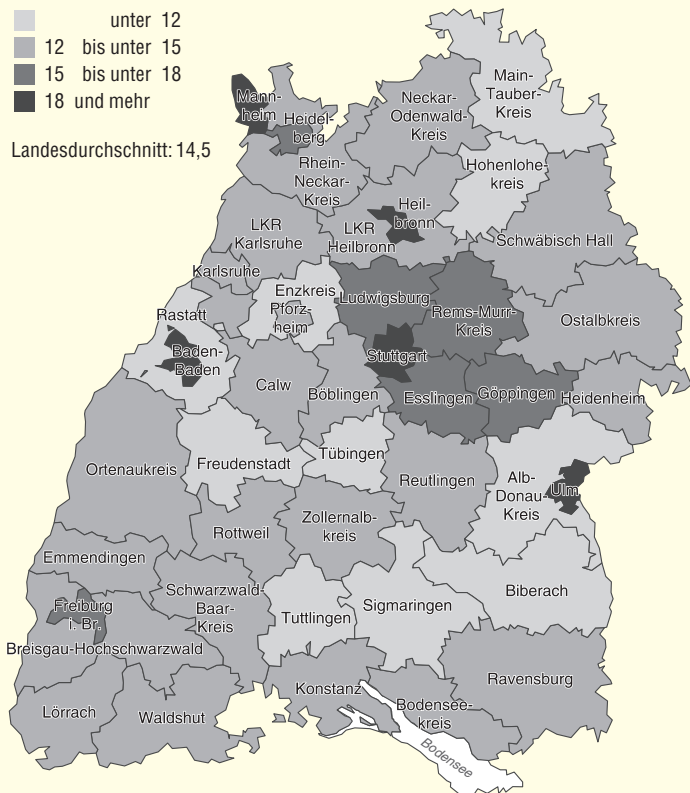 unter 12
12 bis unter 15
15 bis unter 18
18 und mehr
Landesdurchschnitt: 14,5
Main-
Tauber-
Kreis
Mann-
heim
Heidel-
berg
Neckar-
Odenwald-
Kreis
Rhein-
Neckar-
Kreis
Hohenlohe-
kreis
Heil-
bronn
LKR
Heilbronn
LKR
Karlsruhe
Schwäbisch Hall
Karlsruhe
Enzkreis
Pforz-
heim
Ludwigsburg
Rems-Murr-
Kreis
Rastatt
Ostalbkreis
Baden-
Baden
Stuttgart
Calw
Böblingen
Esslingen
Göppingen
Heidenheim
Ortenaukreis
Freudenstadt
Tübingen
Reutlingen
Alb-
Donau-
Kreis
Ulm
Rottweil
Zollernalb-
kreis
Emmendingen
Schwarzwald-
Baar-
Kreis
Tuttlingen
Sigmaringen
Biberach
Freiburg
i. Br.
Breisgau-Hochschwarzwald
Lörrach
Waldshut
Konstanz
Bodensee-
kreis
Ravensburg
Bodensee